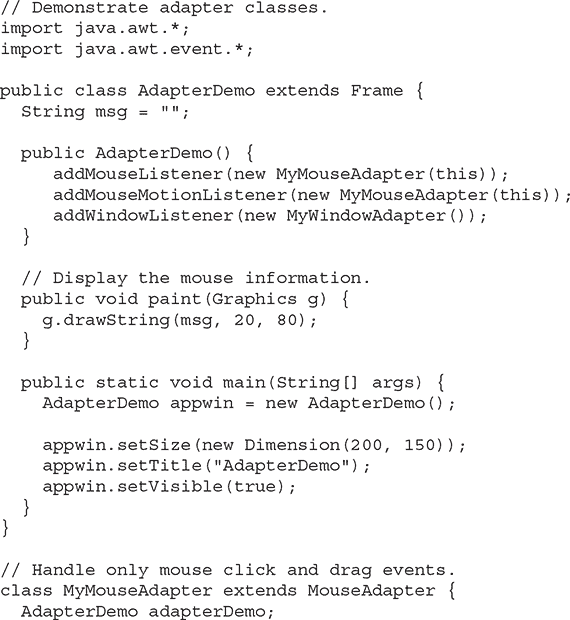 // Demonstrate adapter classes.
import java.awt.*;
import java.awt.event.*;

public class AdapterDemo extends Frame {
  String msg = "";

  public AdapterDemo() {
     addMouseListener(new MyMouseAdapter(this));
     addMouseMotionListener(new MyMouseAdapter(this));
     addWindowListener(new MyWindowAdapter());
  }

  // Display the mouse information.
  public void paint(Graphics g) {
    g.drawString(msg, 20, 80);
  }

  public static void main(String[] args) {
    AdapterDemo appwin = new AdapterDemo();

    appwin.setSize(new Dimension(200, 150));
    appwin.setTitle("AdapterDemo");
    appwin.setVisible(true);
  }
}

// Handle only mouse click and drag events.
class MyMouseAdapter extends MouseAdapter {
  AdapterDemo adapterDemo;